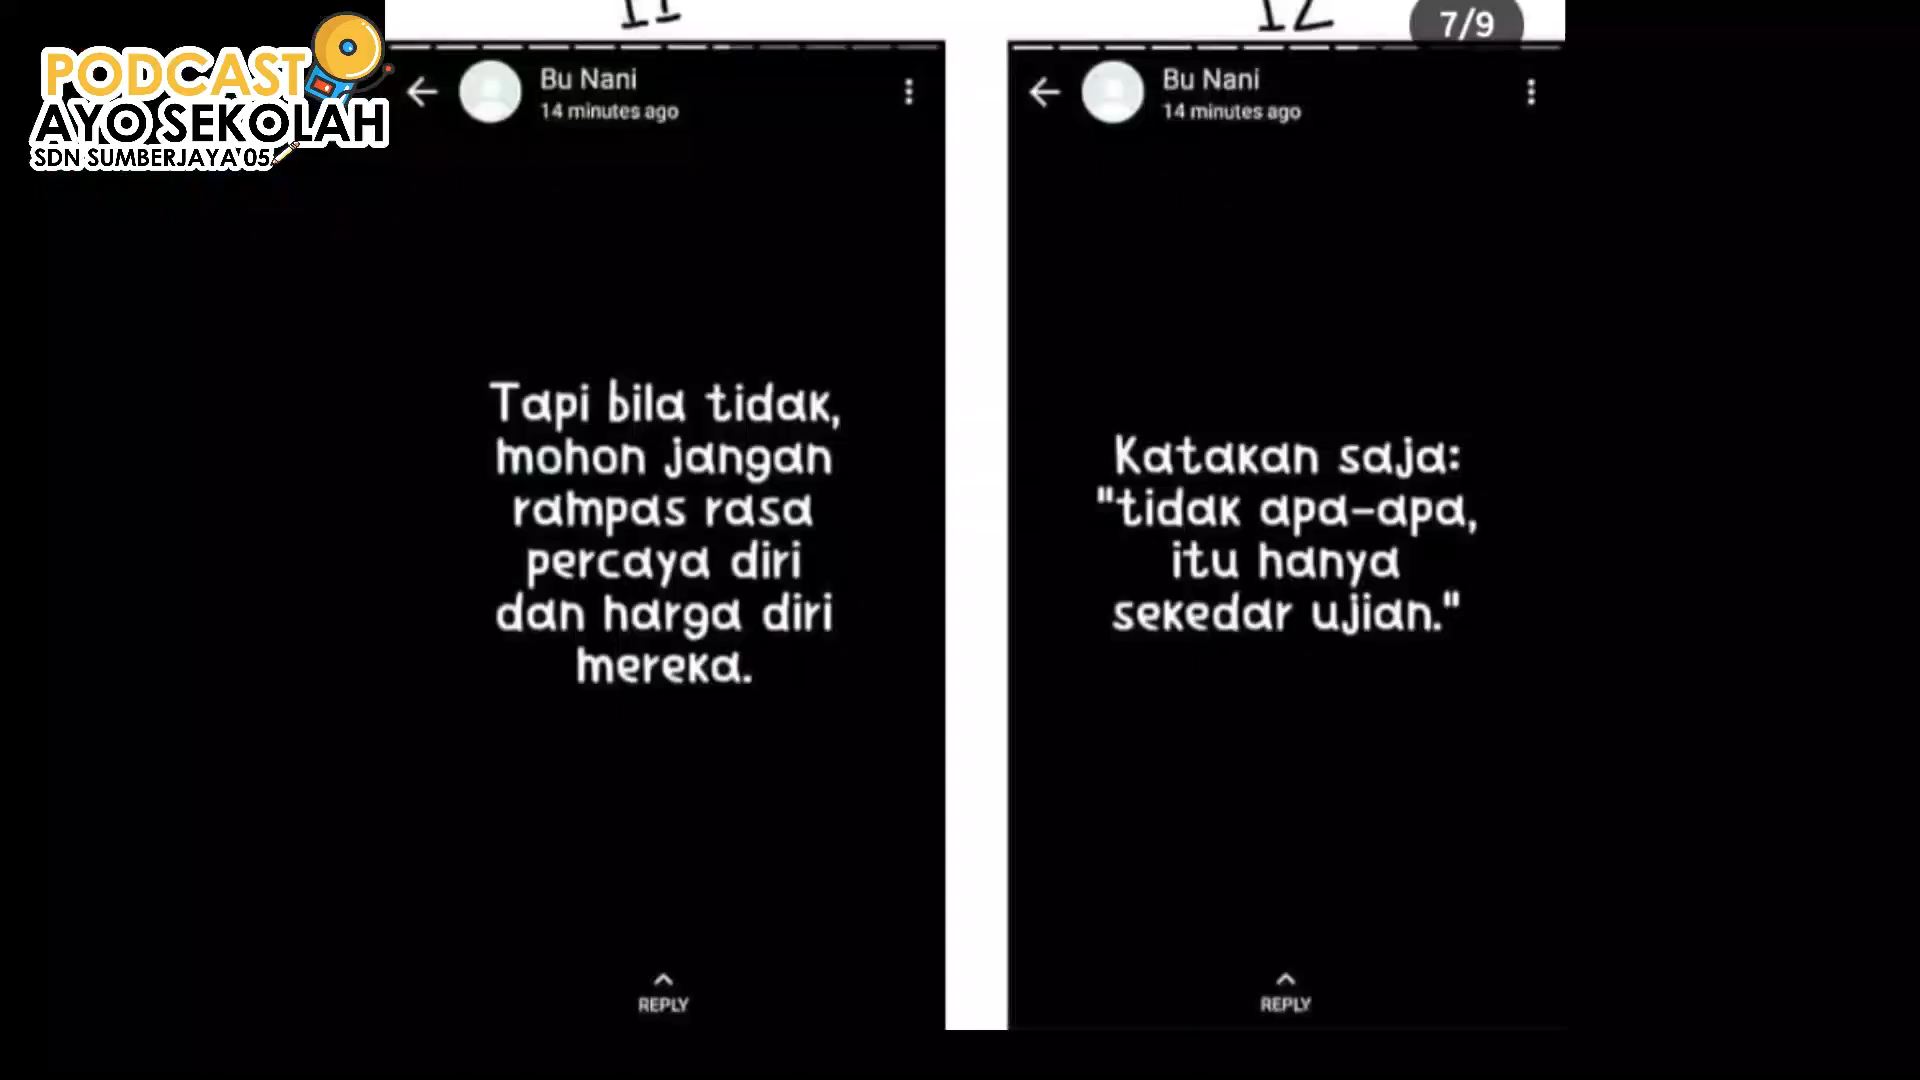 11
12
7/9
PODCAST
AYO SEKOLAH
SDN SUMBERJAYA'05
Bu Nani
14 minutes ago
Tapi bila tidak,
mohon jangan
rampas rasa
percaya diri
dan harga diri
mereka.
REPLY
Bu Nani
14 minutes ago
Katakan saja:
"tidak apa-apa,
itu hanya
sekedar ujian."
REPLY